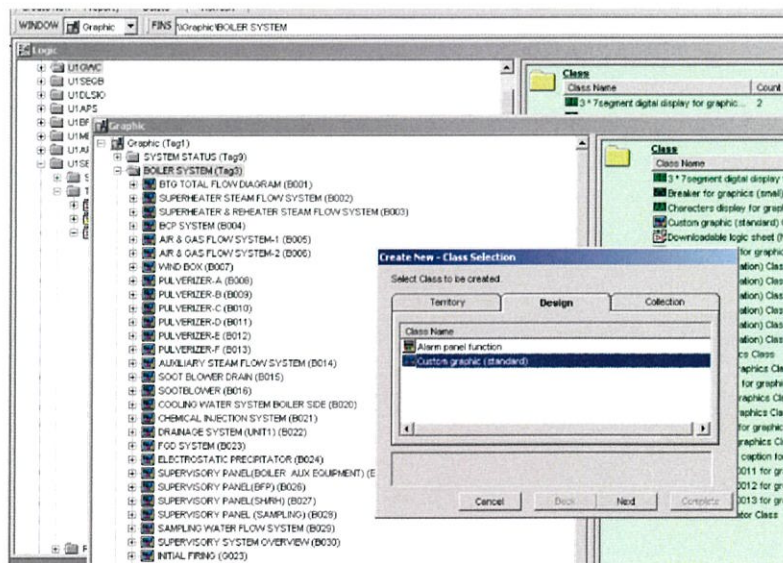 WINDOW Graphic FINS \\Graphic\BOILER SYSTEM
Logic
U1GWC
U1SEGB
U1DLSIO
U1APS
Class
Class Name Count
3 * 7segment digital display for graphic... 2
Graphic
Graphic (Tag1)
SYSTEM STATUS (Tag9)
BOILER SYSTEM (Tag3)
BTG TOTAL FLOW DIAGRAM (B001)
SUPERHEATER STEAM FLOW SYSTEM (B002)
SUPERHEATER & REHEATER STEAM FLOW SYSTEM (B003)
BCP SYSTEM (B004)
AIR & GAS FLOW SYSTEM-1 (B005)
AIR & GAS FLOW SYSTEM-2 (B006)
WIND BOX (B007)
PULVERIZER-A (B008)
PULVERIZER-B (B009)
PULVERIZER-C (B010)
PULVERIZER-D (B011)
PULVERIZER-E (B012)
PULVERIZER-F (B013)
AUXILIARY STEAM FLOW SYSTEM (B014)
SOOT BLOWER DRAIN (B015)
SOOTBLOWER (B016)
COOLING WATER SYSTEM BOILER SIDE (B020)
CHEMICAL INJECTION SYSTEM (B021)
DRAINAGE SYSTEM (UNIT1) (B022)
FGD SYSTEM (B023)
ELECTROSTATIC PRECIPITATOR (B024)
SUPERVISORY PANEL(BOILER AUX EQUIPMENT)
SUPERVISORY PANEL(BFP) (B026)
SUPERVISORY PANEL(SH/RH) (B027)
SUPERVISORY PANEL (SAMPLING) (B028)
SAMPLING WATER FLOW SYSTEM (B029)
SUPERVISORY SYSTEM OVERVIEW (B030)
INITIAL FIRING (G023)
Class
Class Name
3 * 7segment digital display
Breaker for graphics (small)
Characters display for grap
Custom graphic (standard)
Downloadable logic sheet
Create New - Class Selection
Select Class to be created.
Territory Design Collection
Class Name
Alarm panel function
Custom graphic (standard)
Cancel Back Next Complete